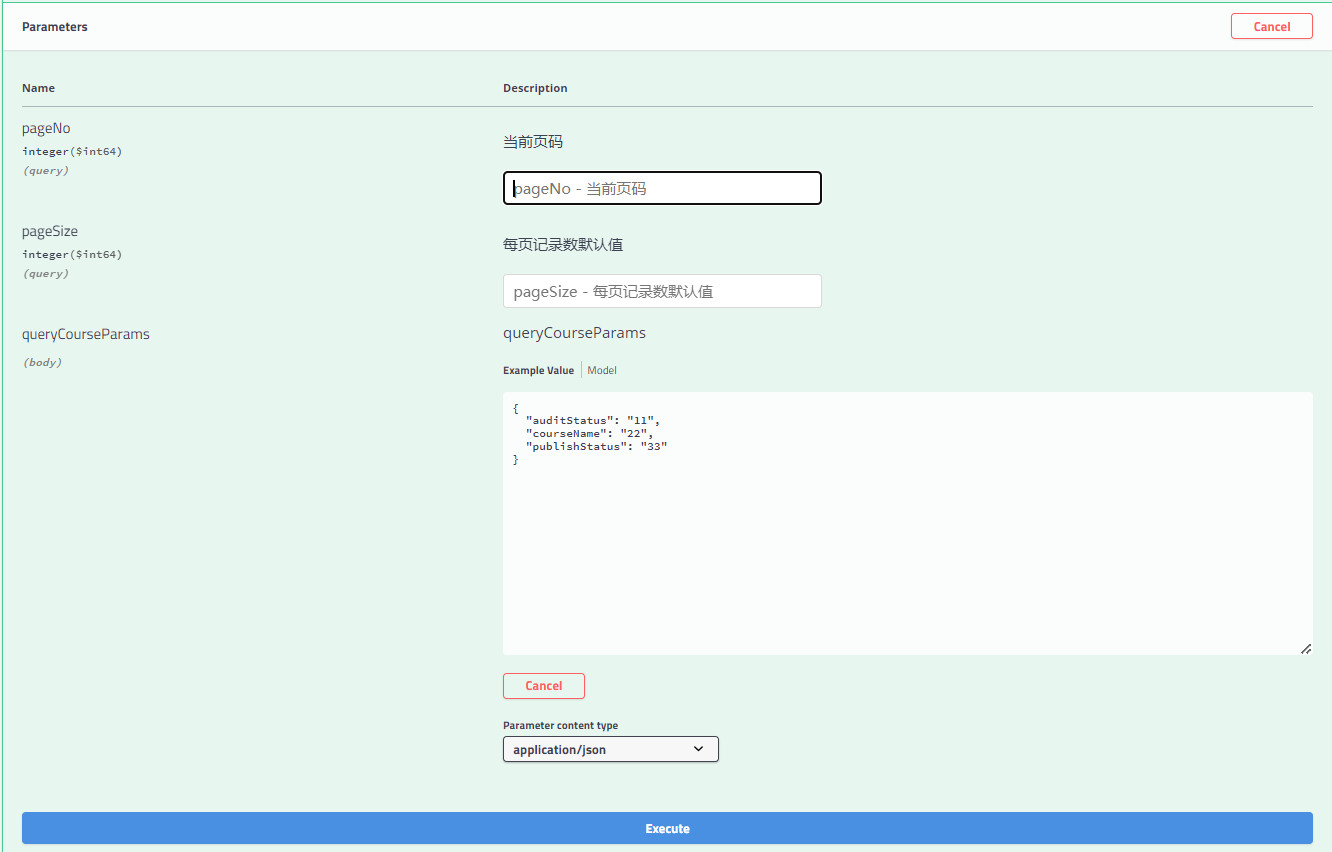 Parameters
Cancel
Name
Description
pageNo
integer($int64)
(query)
当前页码
pageNo - 当前页码
pageSize
integer($int64)
(query)
每页记录数默认值
pageSize - 每页记录数默认值
queryCourseParams
(body)
queryCourseParams
Example Value
Model
{
"auditStatus": "11",
"courseName": "22",
"publishStatus": "33"
}
Cancel
Parameter content type
application/json
Execute